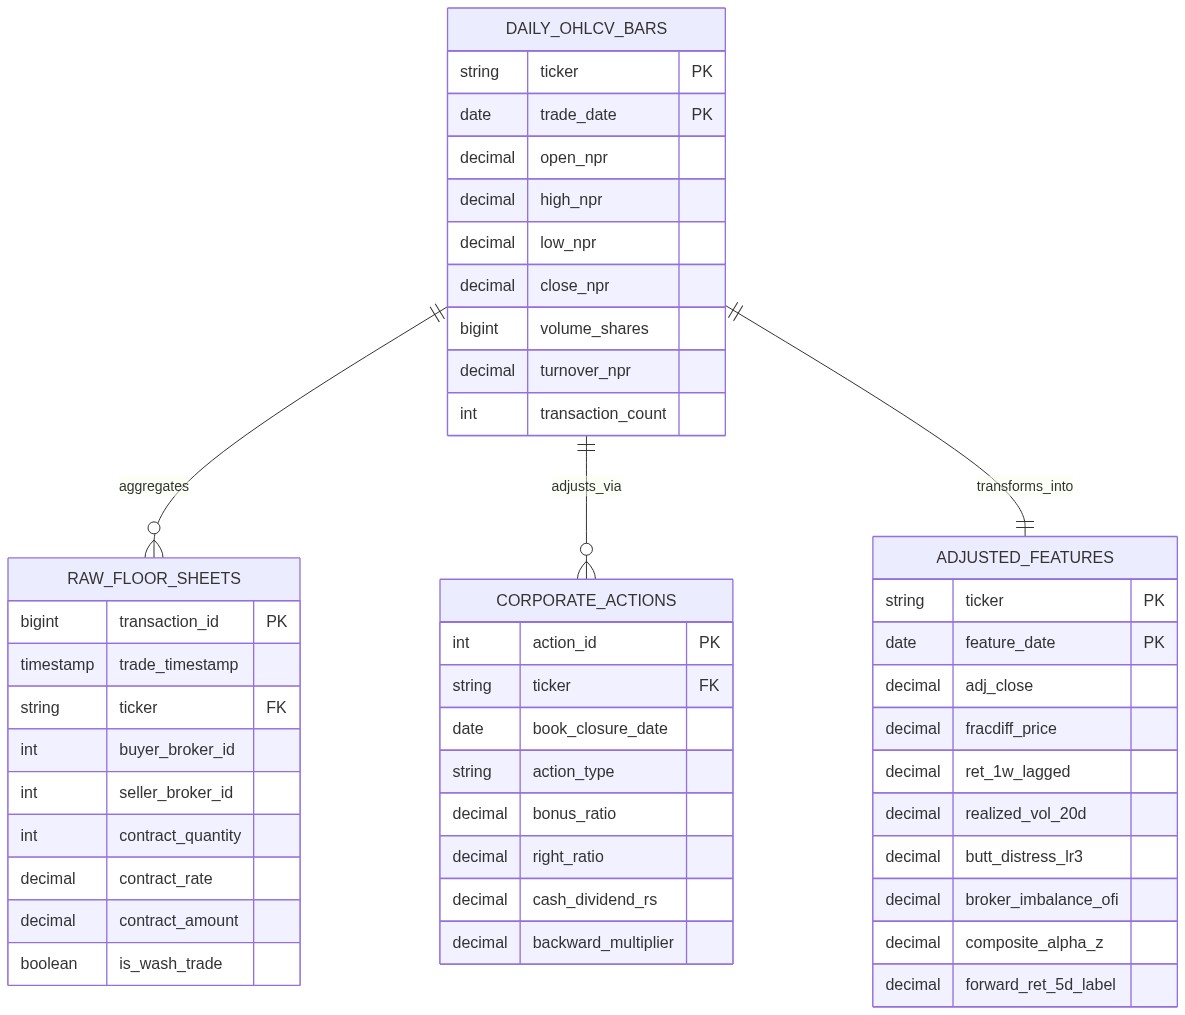 DAILY_OHLCV_BARS
string ticker PK
date trade_date PK
decimal open_npr
decimal high_npr
decimal low_npr
decimal close_npr
bigint volume_shares
decimal turnover_npr
int transaction_count
aggregates
adjusts_via
transforms_into
RAW_FLOOR_SHEETS
bigint transaction_id PK
timestamp trade_timestamp
string ticker FK
int buyer_broker_id
int seller_broker_id
int contract_quantity
decimal contract_rate
decimal contract_amount
boolean is_wash_trade
CORPORATE_ACTIONS
int action_id PK
string ticker FK
date book_closure_date
string action_type
decimal bonus_ratio
decimal right_ratio
decimal cash_dividend_rs
decimal backward_multiplier
ADJUSTED_FEATURES
string ticker PK
date feature_date PK
decimal adj_close
decimal fracdiff_price
decimal ret_1w_lagged
decimal realized_vol_20d
decimal butt_distress_lr3
decimal broker_imbalance_ofi
decimal composite_alpha_z
decimal forward_ret_5d_label